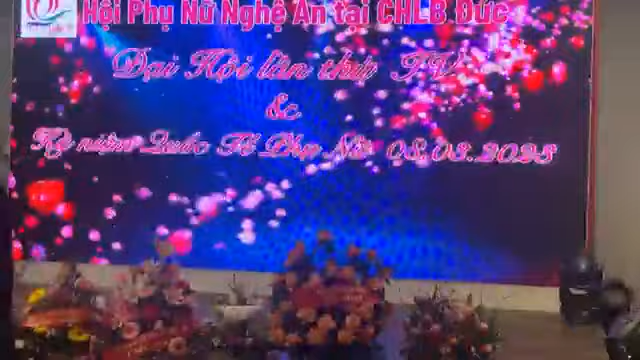 Hội Phụ Nữ Nghệ An tại CHLB Đức
Đại Hội lần thứ IV
&
Kỷ niệm Quốc Tế Phụ Nữ 08.03.2025